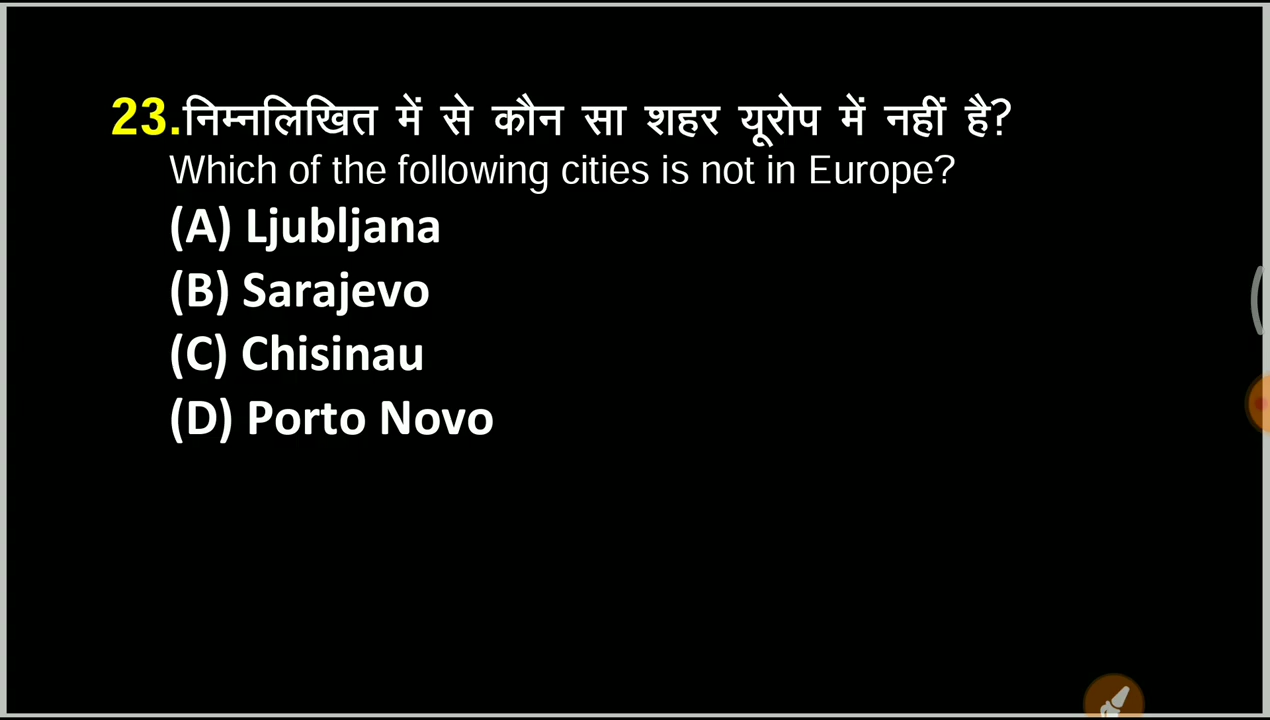 23.निम्नलिखित में से कौन सा शहर यूरोप में नहीं है?
Which of the following cities is not in Europe?
(A) Ljubljana
(B) Sarajevo
(C) Chisinau
(D) Porto Novo